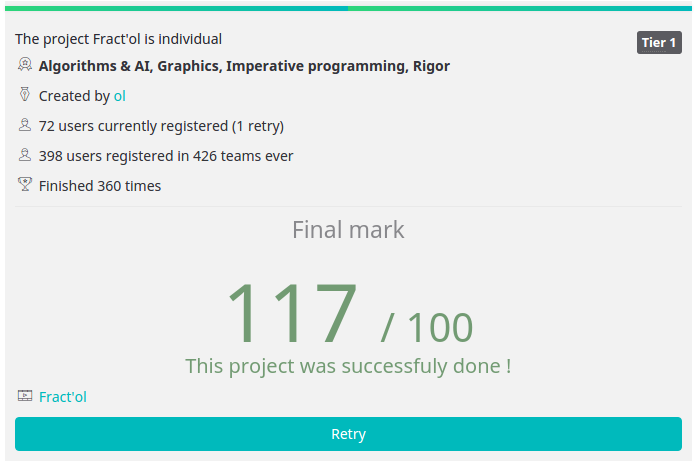 The project Fract'ol is individual
Tier 1
Algorithms & AI, Graphics, Imperative programming, Rigor
Created by ol
72 users currently registered (1 retry)
398 users registered in 426 teams ever
Finished 360 times
Final mark
117 / 100
This project was successfuly done !
Fract'ol
Retry